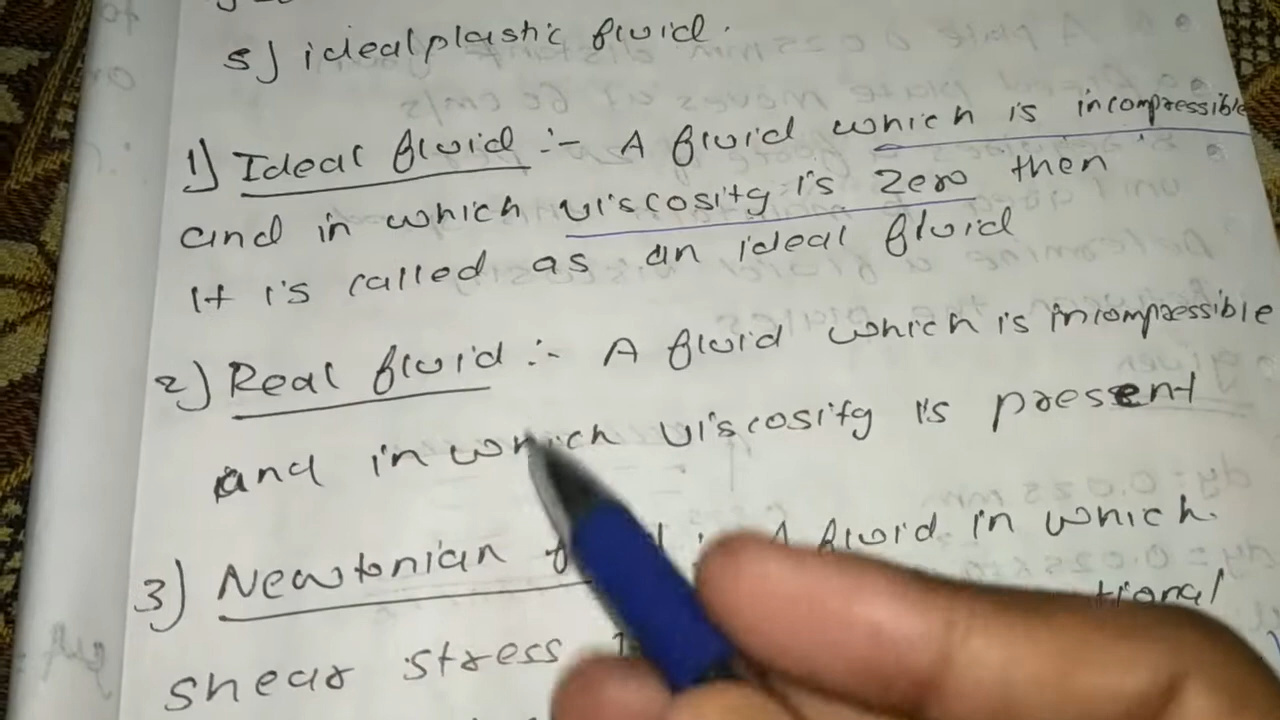 5) idealplastic fluid.
1) Ideal fluid :- A fluid which is incompressible
and in which viscosity is zero then
it is called as an ideal fluid
2) Real fluid :- A fluid which is incompressible
and in which viscosity is present
3) Newtonian :- A fluid in which
shear stress